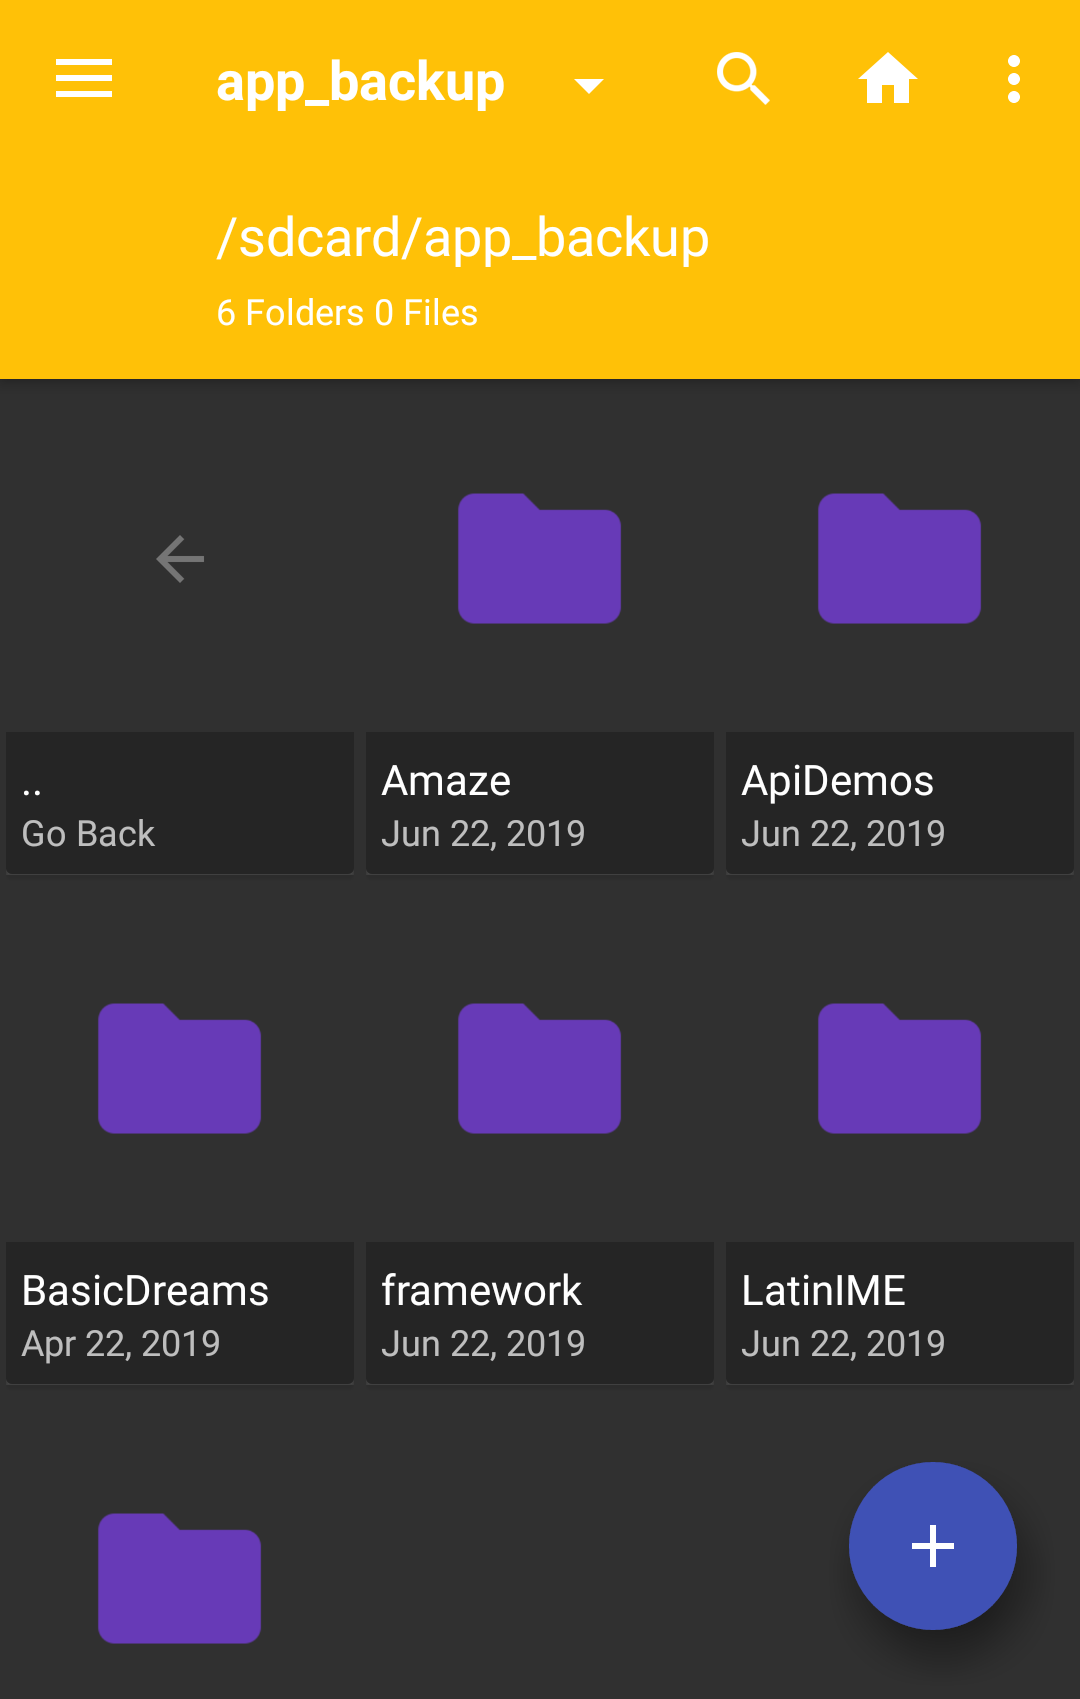 app_backup
/sdcard/app_backup
6 Folders 0 Files
..
Go Back
Amaze
Jun 22, 2019
ApiDemos
Jun 22, 2019
BasicDreams
Apr 22, 2019
framework
Jun 22, 2019
LatinIME
Jun 22, 2019